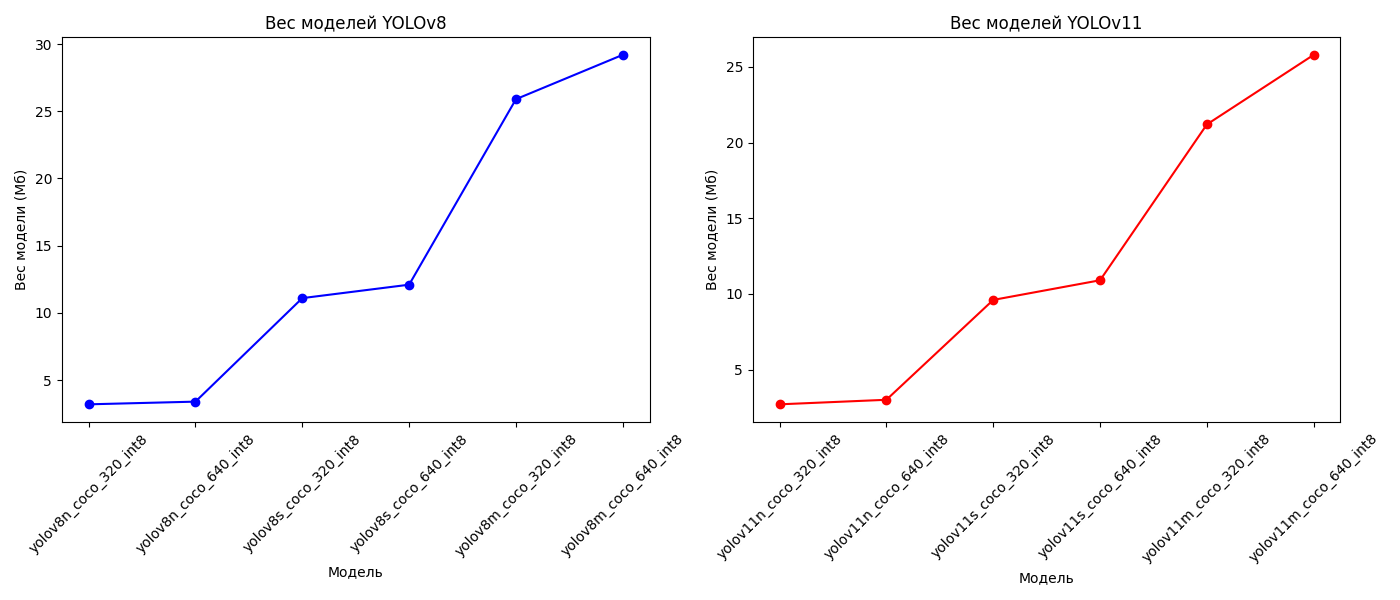 Вес моделей YOLOv8
Вес модели (Мб)
30
25
20
15
10
5
yolov8n_coco_320_int8
yolov8n_coco_640_int8
yolov8s_coco_320_int8
yolov8s_coco_640_int8
yolov8m_coco_320_int8
yolov8m_coco_640_int8
Модель
Вес моделей YOLOv11
Вес модели (Мб)
25
20
15
10
5
yolov11n_coco_320_int8
yolov11n_coco_640_int8
yolov11s_coco_320_int8
yolov11s_coco_640_int8
yolov11m_coco_320_int8
yolov11m_coco_640_int8
Модель